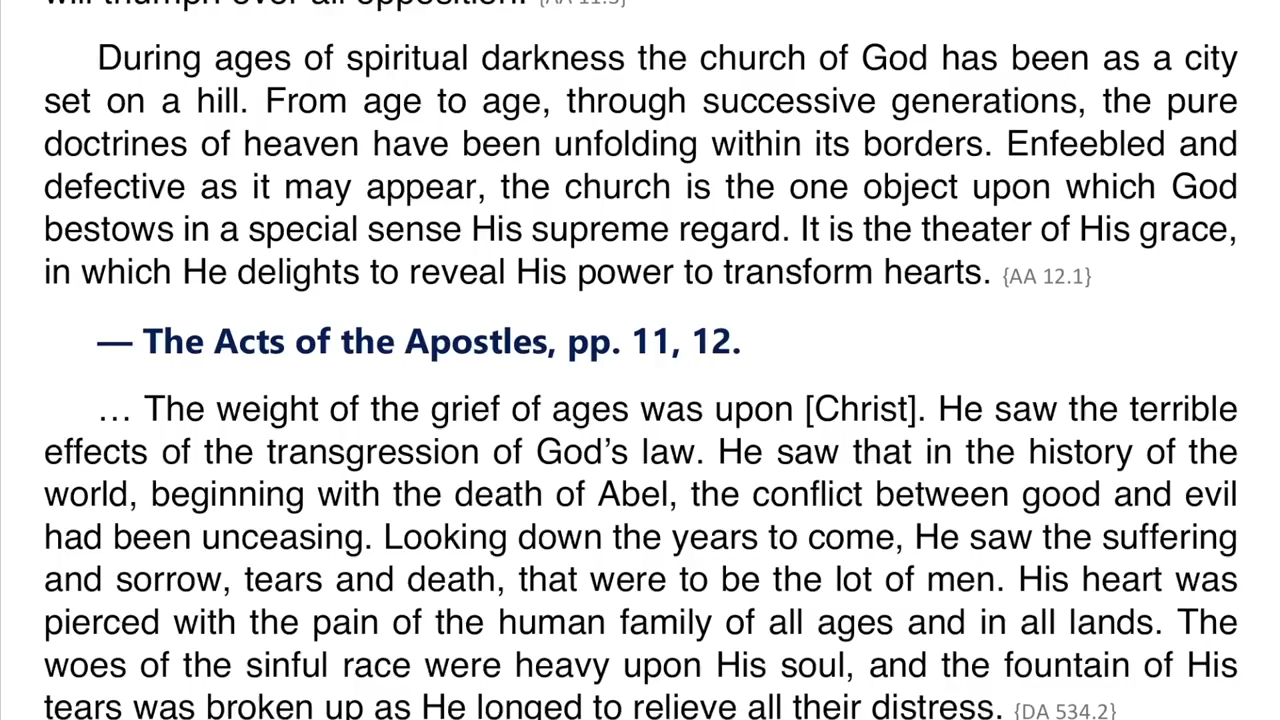 will triumph over all opposition. {AA 11.3}
During ages of spiritual darkness the church of God has been as a city
set on a hill. From age to age, through successive generations, the pure
doctrines of heaven have been unfolding within its borders. Enfeebled and
defective as it may appear, the church is the one object upon which God
bestows in a special sense His supreme regard. It is the theater of His grace,
in which He delights to reveal His power to transform hearts. {AA 12.1}
— The Acts of the Apostles, pp. 11, 12.
… The weight of the grief of ages was upon [Christ]. He saw the terrible
effects of the transgression of God’s law. He saw that in the history of the
world, beginning with the death of Abel, the conflict between good and evil
had been unceasing. Looking down the years to come, He saw the suffering
and sorrow, tears and death, that were to be the lot of men. His heart was
pierced with the pain of the human family of all ages and in all lands. The
woes of the sinful race were heavy upon His soul, and the fountain of His
tears was broken up as He longed to relieve all their distress. {DA 534.2}